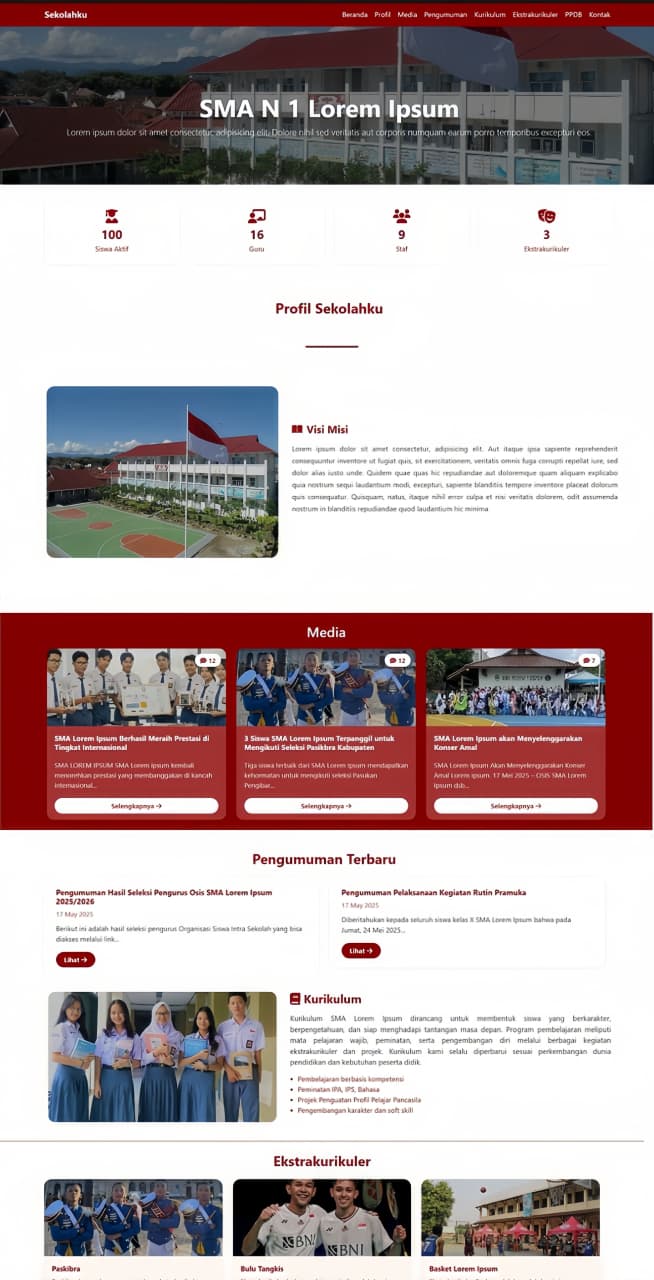 Sekolahku
Beranda Profil Media Pengumuman Kurikulum Ekstrakurikuler PPDB Kontak
SMA N 1 Lorem Ipsum
Lorem ipsum dolor sit amet consectetur, adipisicing elit. Dolore nihil sed veritatis aut corporis numquam earum porro temporibus excepturi eos.
100
Siswa Aktif
16
Guru
9
Staf
3
Ekstrakurikuler
Profil Sekolahku
Visi Misi
Lorem ipsum dolor sit amet consectetur, adipisicing elit. Aut itaque ipsa sapiente reprehenderit
consequuntur inventore ut fugiat quis, sit exercitationem, veritatis omnis fuga corrupti repellat iure, sed
dolor alias iusto unde. Quidem quae quas hic repudiandae aut doloremque quam aliquam explicabo
quia nostrum sequi laudantium modi, excepturi, sapiente blanditiis tempore inventore placeat dolorum
quis consequatur. Quisquam, natus, itaque nihil error culpa et nisi veritatis dolorem, odit assumenda
nostrum in blanditiis repudiandae quod laudantium hic minima
Media
12
12
7
SMA Lorem Ipsum Berhasil Meraih Prestasi di
Tingkat Internasional
SMA LOREM IPSUM SMA Lorem ipsum kembali
menorehkan prestasi yang membanggakan di kancah
internasional...
Selengkapnya →
3 Siswa SMA Lorem Ipsum Terpanggil untuk
Mengikuti Seleksi Pasikbra Kabupaten
Tiga siswa terbaik dari SMA Lorem Ipsum mendapatkan
kehormatan untuk mengikuti seleksi Pasukan
Pengibar...
Selengkapnya →
SMA Lorem Ipsum akan Menyelenggarakan
Konser Amal
SMA Lorem Ipsum Akan Menyelenggarakan Konser
Amal Lorem Ipsum. 17 Mei 2025 – OSIS SMA Lorem
Ipsum dsb...
Selengkapnya →
Pengumuman Terbaru
Pengumuman Hasil Seleksi Pengurus Osis SMA Lorem Ipsum
2025/2026
17 May 2025
Berikut ini adalah hasil seleksi pengurus Organisasi Siswa Intra Sekolah yang bisa
diakses melalui link...
Lihat →
Pengumuman Pelaksanaan Kegiatan Rutin Pramuka
17 May 2025
Diberitahukan kepada seluruh siswa kelas X SMA Lorem Ipsum bahwa pada
Jumat, 24 Mei 2025...
Lihat →
Kurikulum
Kurikulum SMA Lorem Ipsum dirancang untuk membentuk siswa yang berkarakter,
berpengetahuan, dan siap menghadapi tantangan masa depan. Program pembelajaran meliputi
mata pelajaran wajib, peminatan, serta pengembangan diri melalui berbagai kegiatan
ekstrakurikuler dan projek. Kurikulum kami selalu diperbarui sesuai perkembangan dunia
pendidikan dan kebutuhan peserta didik.
• Pembelajaran berbasis kompetensi
• Peminatan IPA, IPS, Bahasa
• Projek Penguatan Profil Pelajar Pancasila
• Pengembangan karakter dan soft skill
Ekstrakurikuler
BNI
BNI
Paskibra
Bulu Tangkis
Basket Lorem Ipsum